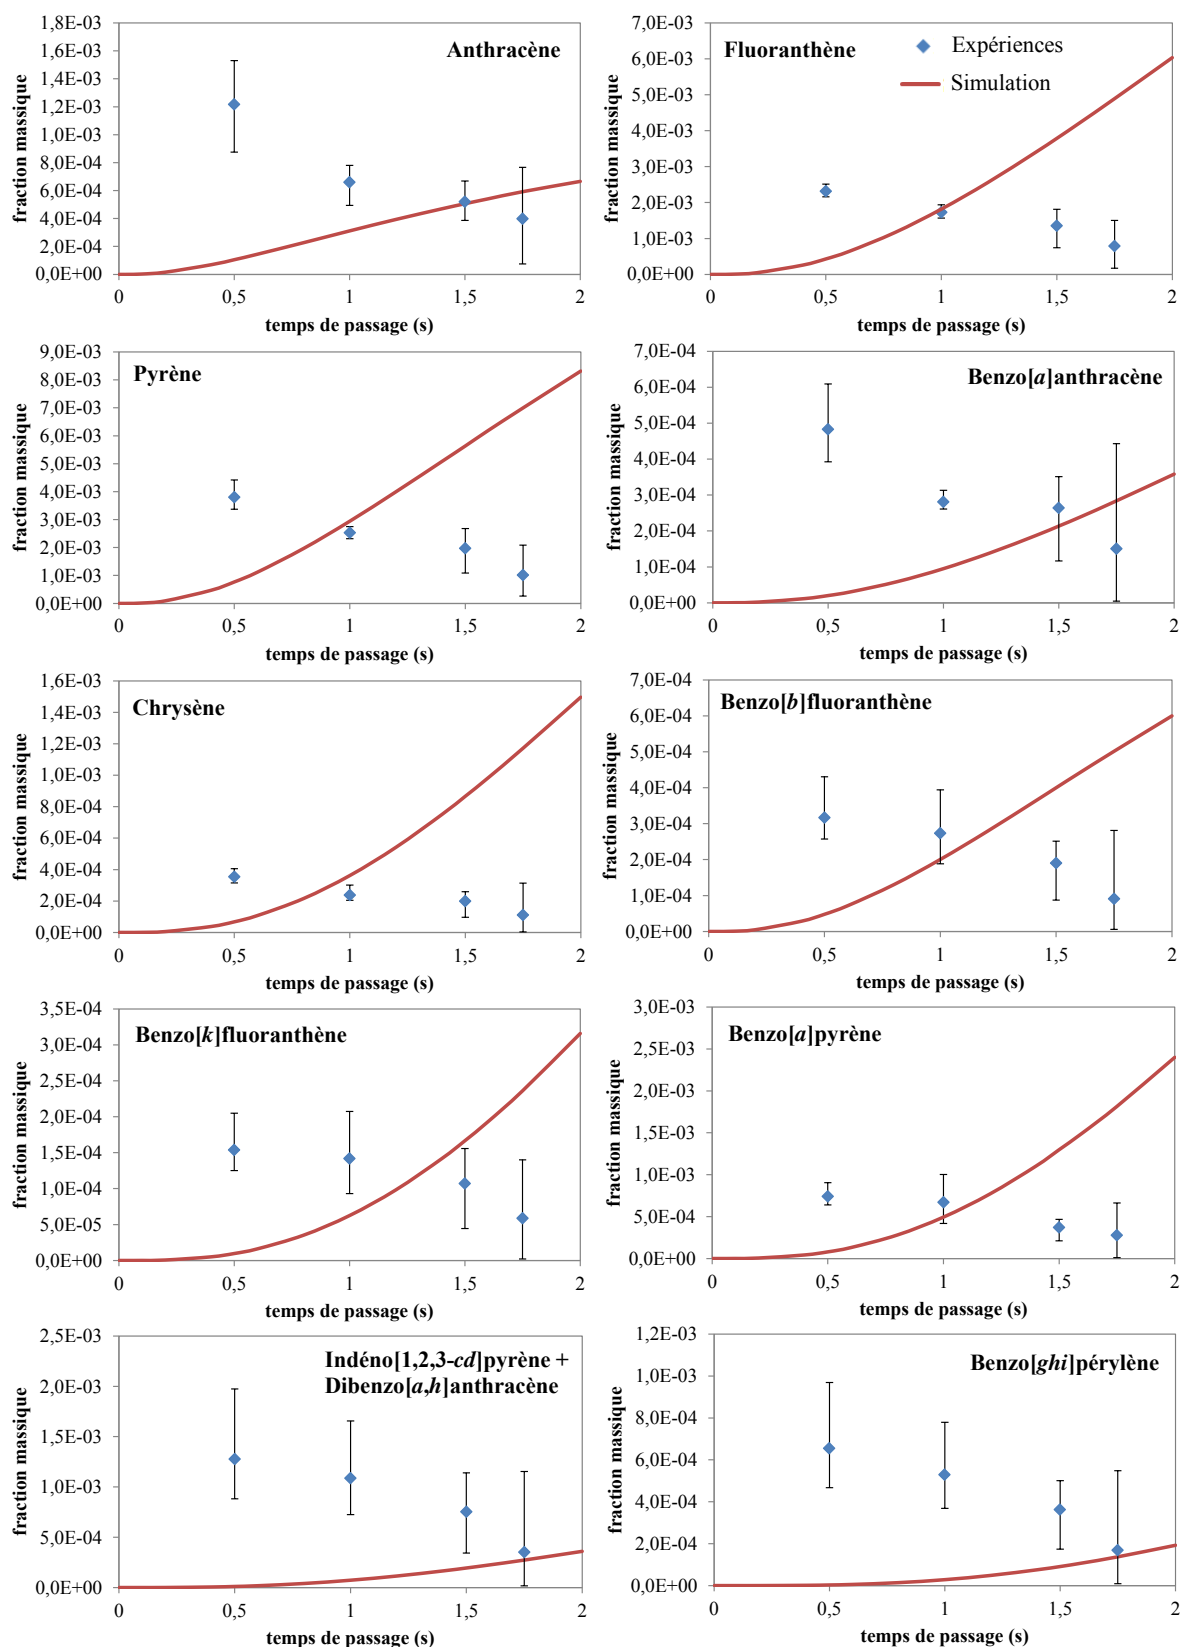 Anthracène
fraction massique
1,8E-03
1,6E-03
1,4E-03
1,2E-03
1,0E-03
8,0E-04
6,0E-04
4,0E-04
2,0E-04
0,0E+00
0 0,5 1 1,5 2
temps de passage (s)
Fluoranthène
Expériences
Simulation
fraction massique
7,0E-03
6,0E-03
5,0E-03
4,0E-03
3,0E-03
2,0E-03
1,0E-03
0,0E+00
0 0,5 1 1,5 2
temps de passage (s)
Pyrène
fraction massique
9,0E-03
8,0E-03
7,0E-03
6,0E-03
5,0E-03
4,0E-03
3,0E-03
2,0E-03
1,0E-03
0,0E+00
0 0,5 1 1,5 2
temps de passage (s)
Benzo[a]anthracène
fraction massique
7,0E-04
6,0E-04
5,0E-04
4,0E-04
3,0E-04
2,0E-04
1,0E-04
0,0E+00
0 0,5 1 1,5 2
temps de passage (s)
Chrysène
fraction massique
1,6E-03
1,4E-03
1,2E-03
1,0E-03
8,0E-04
6,0E-04
4,0E-04
2,0E-04
0,0E+00
0 0,5 1 1,5 2
temps de passage (s)
Benzo[b]fluoranthène
fraction massique
7,0E-04
6,0E-04
5,0E-04
4,0E-04
3,0E-04
2,0E-04
1,0E-04
0,0E+00
0 0,5 1 1,5 2
temps de passage (s)
Benzo[k]fluoranthène
fraction massique
3,5E-04
3,0E-04
2,5E-04
2,0E-04
1,5E-04
1,0E-04
5,0E-05
0,0E+00
0 0,5 1 1,5 2
temps de passage (s)
Benzo[a]pyrène
fraction massique
3,0E-03
2,5E-03
2,0E-03
1,5E-03
1,0E-03
5,0E-04
0,0E+00
0 0,5 1 1,5 2
temps de passage (s)
Indéno[1,2,3-cd]pyrène +
Dibenzo[a,h]anthracène
fraction massique
2,5E-03
2,0E-03
1,5E-03
1,0E-03
5,0E-04
0,0E+00
0 0,5 1 1,5 2
temps de passage (s)
Benzo[ghi]pérylène
fraction massique
1,2E-03
1,0E-03
8,0E-04
6,0E-04
4,0E-04
2,0E-04
0,0E+00
0 0,5 1 1,5 2
temps de passage (s)